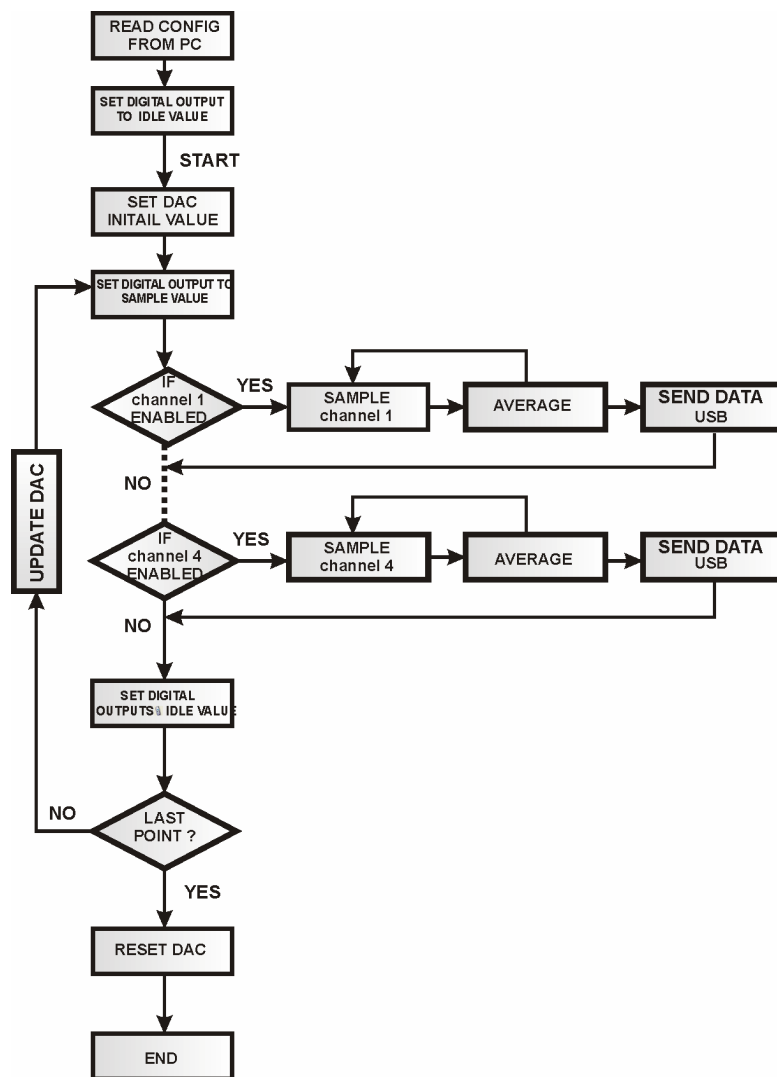 READ CONFIG
FROM PC
SET DIGITAL OUTPUT
TO IDLE VALUE
START
SET DAC
INITAIL VALUE
SET DIGITAL OUTPUT TO
SAMPLE VALUE
IF
channel 1
ENABLED
YES
SAMPLE
channel 1
AVERAGE
SEND DATA
USB
NO
UPDATE DAC
IF
channel 4
ENABLED
YES
SAMPLE
channel 4
AVERAGE
SEND DATA
USB
NO
SET DIGITAL
OUTPUTS IDLE VALUE
LAST
POINT ?
NO
YES
RESET DAC
END